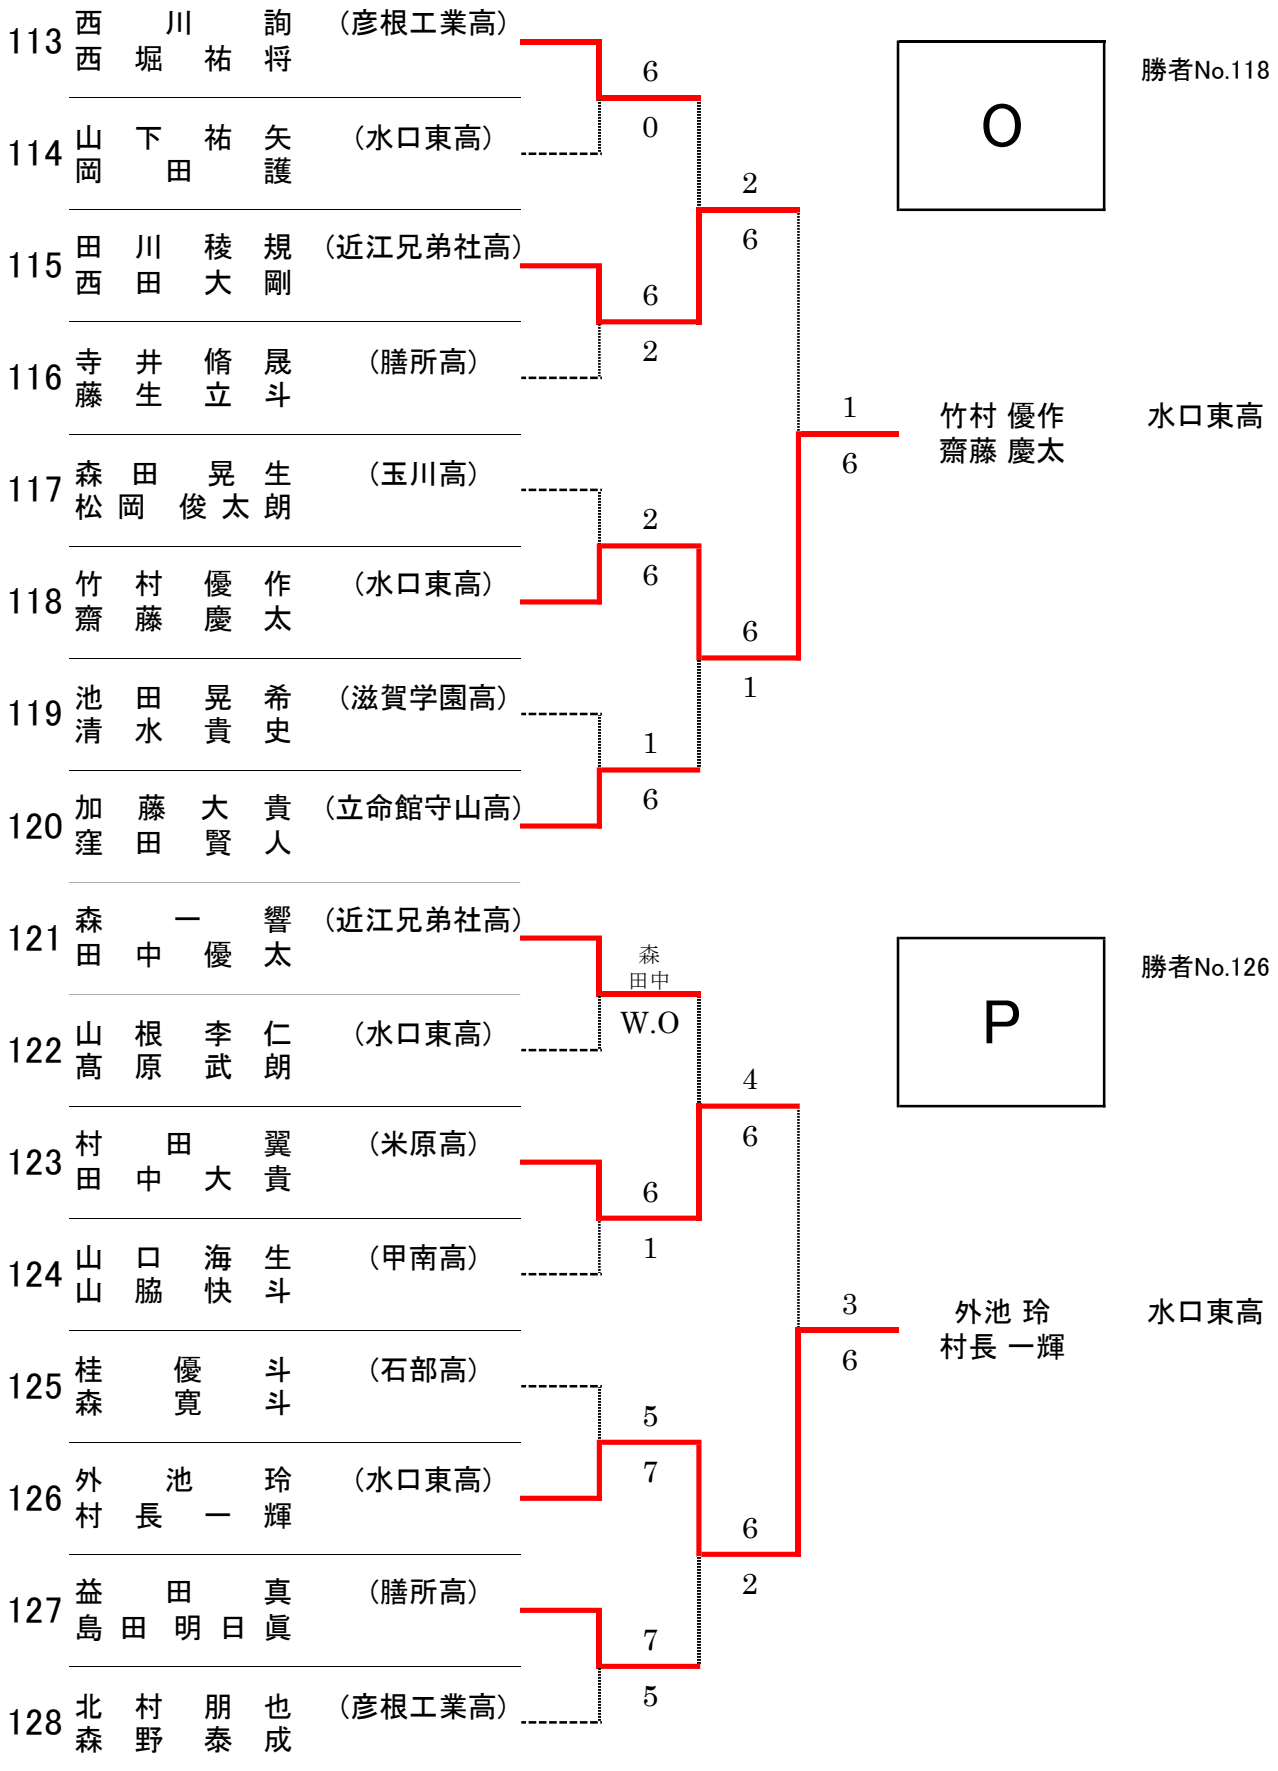 113 西川詢 (彦根工業高)
西堀祐将
6
0
114 山下祐矢 (水口東高)
岡田護
2
6
115 田川稜規 (近江兄弟社高)
西田大剛
6
2
116 寺井脩晟 (膳所高)
藤生立斗
O
勝者No.118
1
6
竹村 優作 水口東高
齋藤 慶太
117 森田晃生 (玉川高)
松岡俊太朗
2
6
118 竹村優作 (水口東高)
齋藤慶太
6
1
119 池田晃希 (滋賀学園高)
清水貴史
1
6
120 加藤大貴 (立命館守山高)
窪田賢人
121 森一響 (近江兄弟社高)
田中優太
森
田中
W.O
122 山根李仁 (水口東高)
髙原武朗
4
6
123 村田翼 (米原高)
田中大貴
6
1
124 山口海生 (甲南高)
山脇快斗
P
勝者No.126
3
6
外池 玲 水口東高
村長 一輝
125 桂優斗 (石部高)
森寛斗
5
7
126 外池玲 (水口東高)
村長一輝
6
2
127 益田真 (膳所高)
島田明日眞
7
5
128 北村朋也 (彦根工業高)
森野泰成